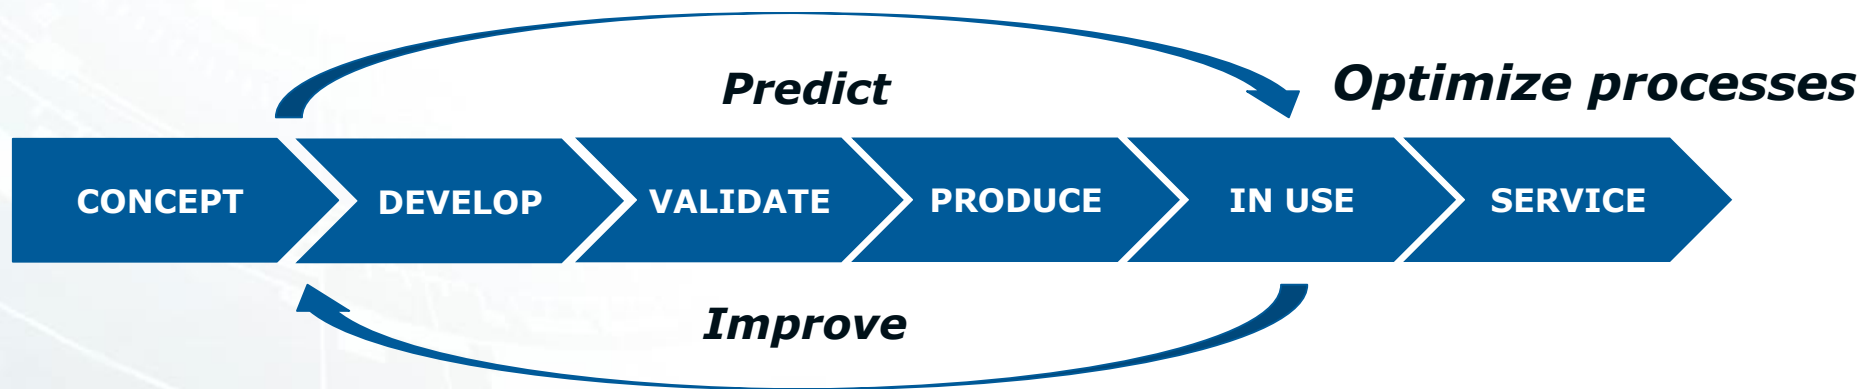 Predict
Optimize processes
CONCEPT
DEVELOP
VALIDATE
PRODUCE
IN USE
SERVICE
Improve